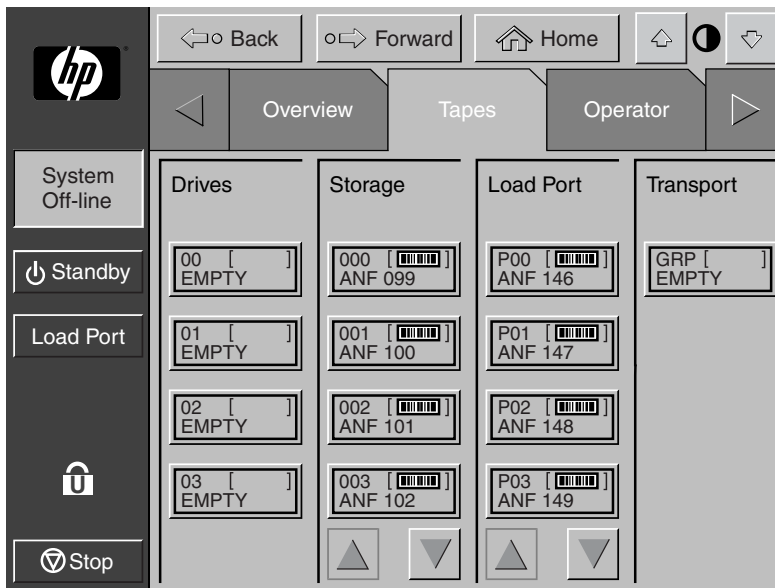 Back
Forward
Home
hp
Overview
Tapes
Operator
System
Off-line
Standby
Load Port
U
Stop
Drives
00 [ ]
EMPTY
01 [ ]
EMPTY
02 [ ]
EMPTY
03 [ ]
EMPTY
Storage
000 [ ]
ANF 099
001 [ ]
ANF 100
002 [ ]
ANF 101
003 [ ]
ANF 102
Load Port
P00 [ ]
ANF 146
P01 [ ]
ANF 147
P02 [ ]
ANF 148
P03 [ ]
ANF 149
Transport
GRP [ ]
EMPTY